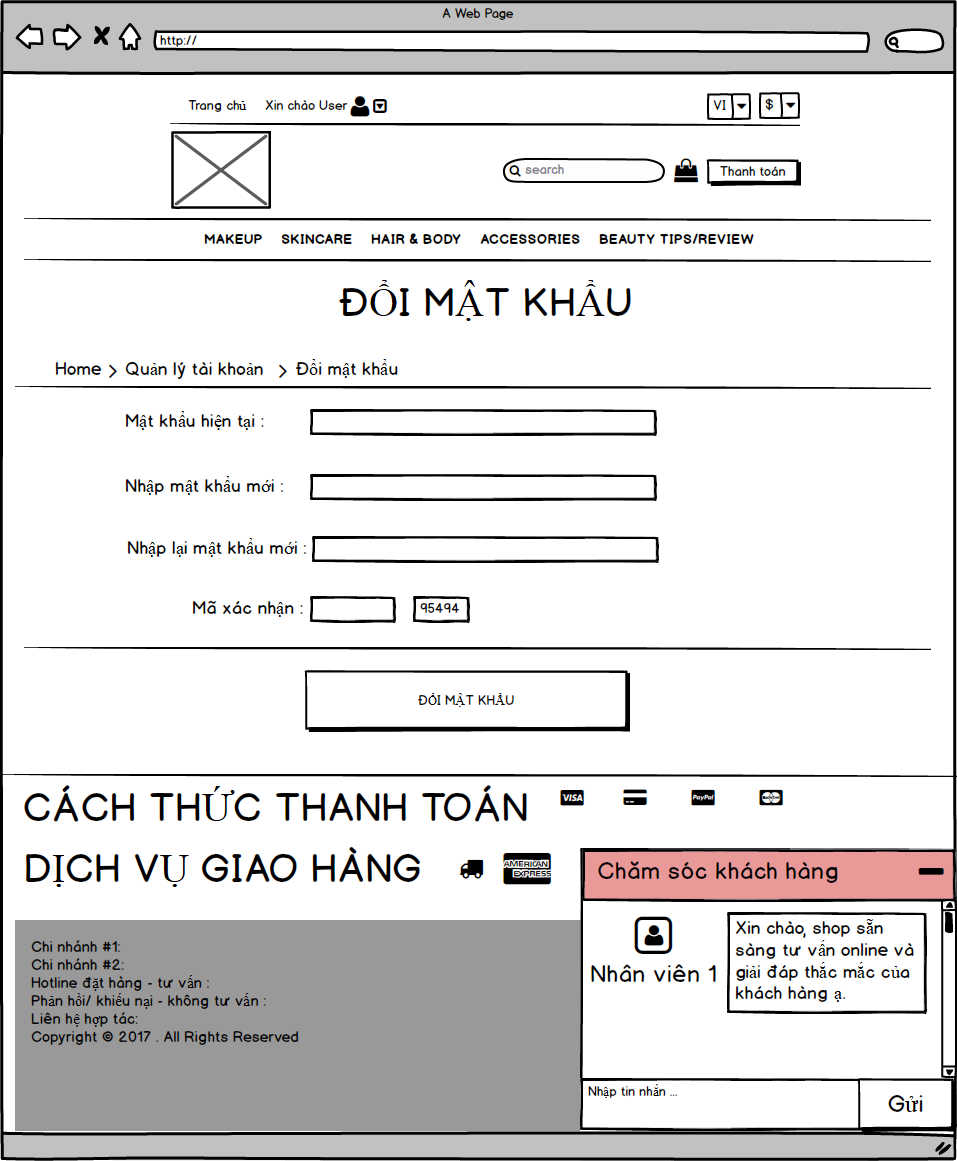 A Web Page
http://
Trang chủ Xin chào User VI $
search Thanh toán
MAKEUP SKINCARE HAIR & BODY ACCESSORIES BEAUTY TIPS/REVIEW
ĐỔI MẬT KHẨU
Home Quản lý tài khoản Đổi mật khẩu
Mật khẩu hiện tại :
Nhập mật khẩu mới :
Nhập lại mật khẩu mới :
Mã xác nhận : 95494
ĐỔI MẬT KHẨU
CÁCH THỨC THANH TOÁN VISA PayPal
DỊCH VỤ GIAO HÀNG AMERICAN
EXPRESS
Chăm sóc khách hàng
Xin chào, shop sẵn
sàng tư vấn online và
giải đáp thắc mắc của
khách hàng ạ.
Nhân viên 1
Chi nhánh #1:
Chi nhánh #2:
Hotline đặt hàng - tư vấn :
Phản hồi/ khiếu nại - không tư vấn :
Liên hệ hợp tác:
Copyright © 2017 . All Rights Reserved
Nhập tin nhắn ...
Gửi